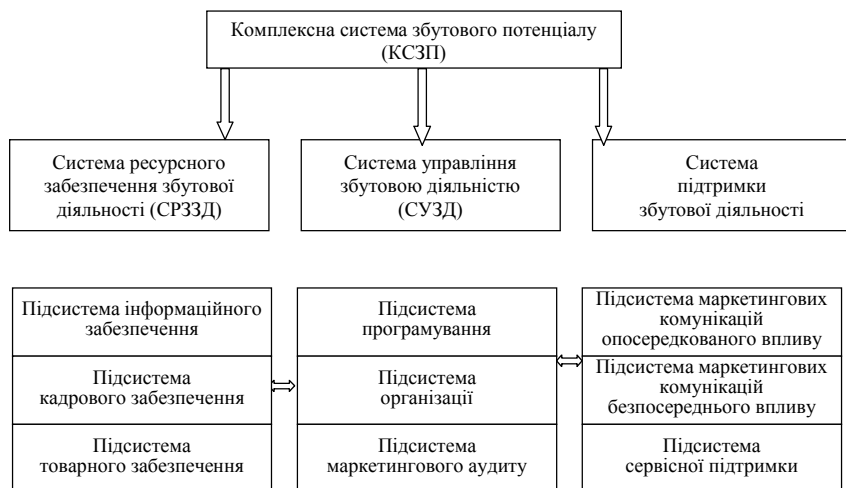 Комплексна система збутового потенціалу
(КСЗП)
Система ресурсного
забезпечення збутової
діяльності (СРЗЗД)
Система управління
збутовою діяльністю
(СУЗД)
Система
підтримки
збутової діяльності
Підсистема інформаційного
забезпечення
Підсистема
кадрового забезпечення
Підсистема
товарного забезпечення
Підсистема
програмування
Підсистема
організації
Підсистема
маркетингового аудиту
Підсистема маркетингових
комунікацій
опосередкованого впливу
Підсистема маркетингових
комунікацій
безпосереднього впливу
Підсистема
сервісної підтримки